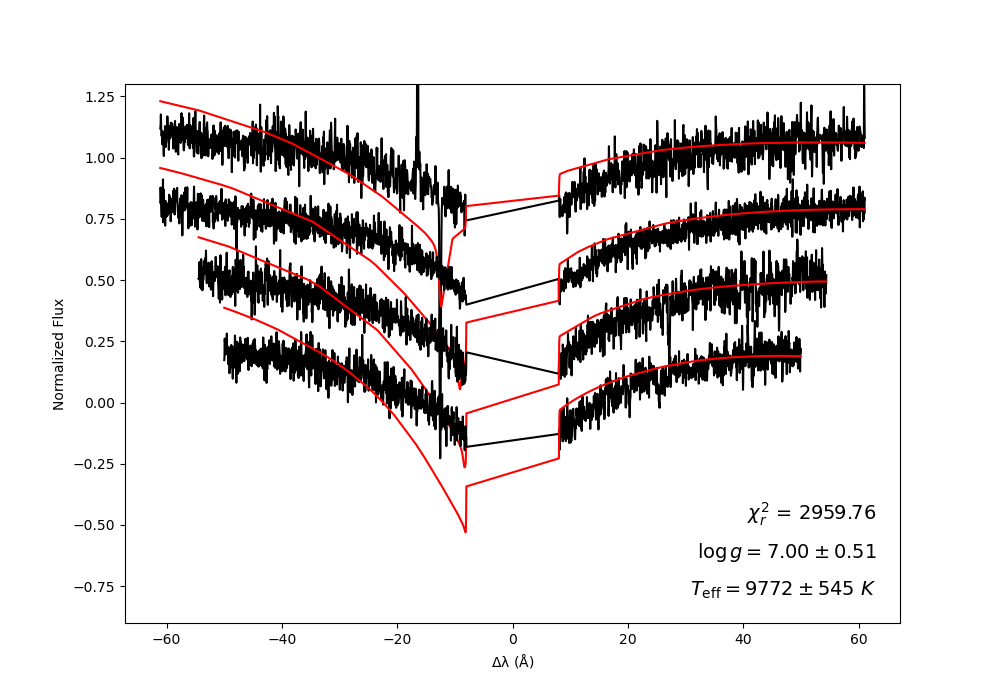 1.25
1.00
0.75
0.50
0.25
0.00
−0.25
−0.50
−0.75
Normalized Flux
χ²ᵣ = 2959.76
log g = 7.00 ± 0.51
T_eff = 9772 ± 545 K
−60 −40 −20 0 20 40 60
Δλ (Å)